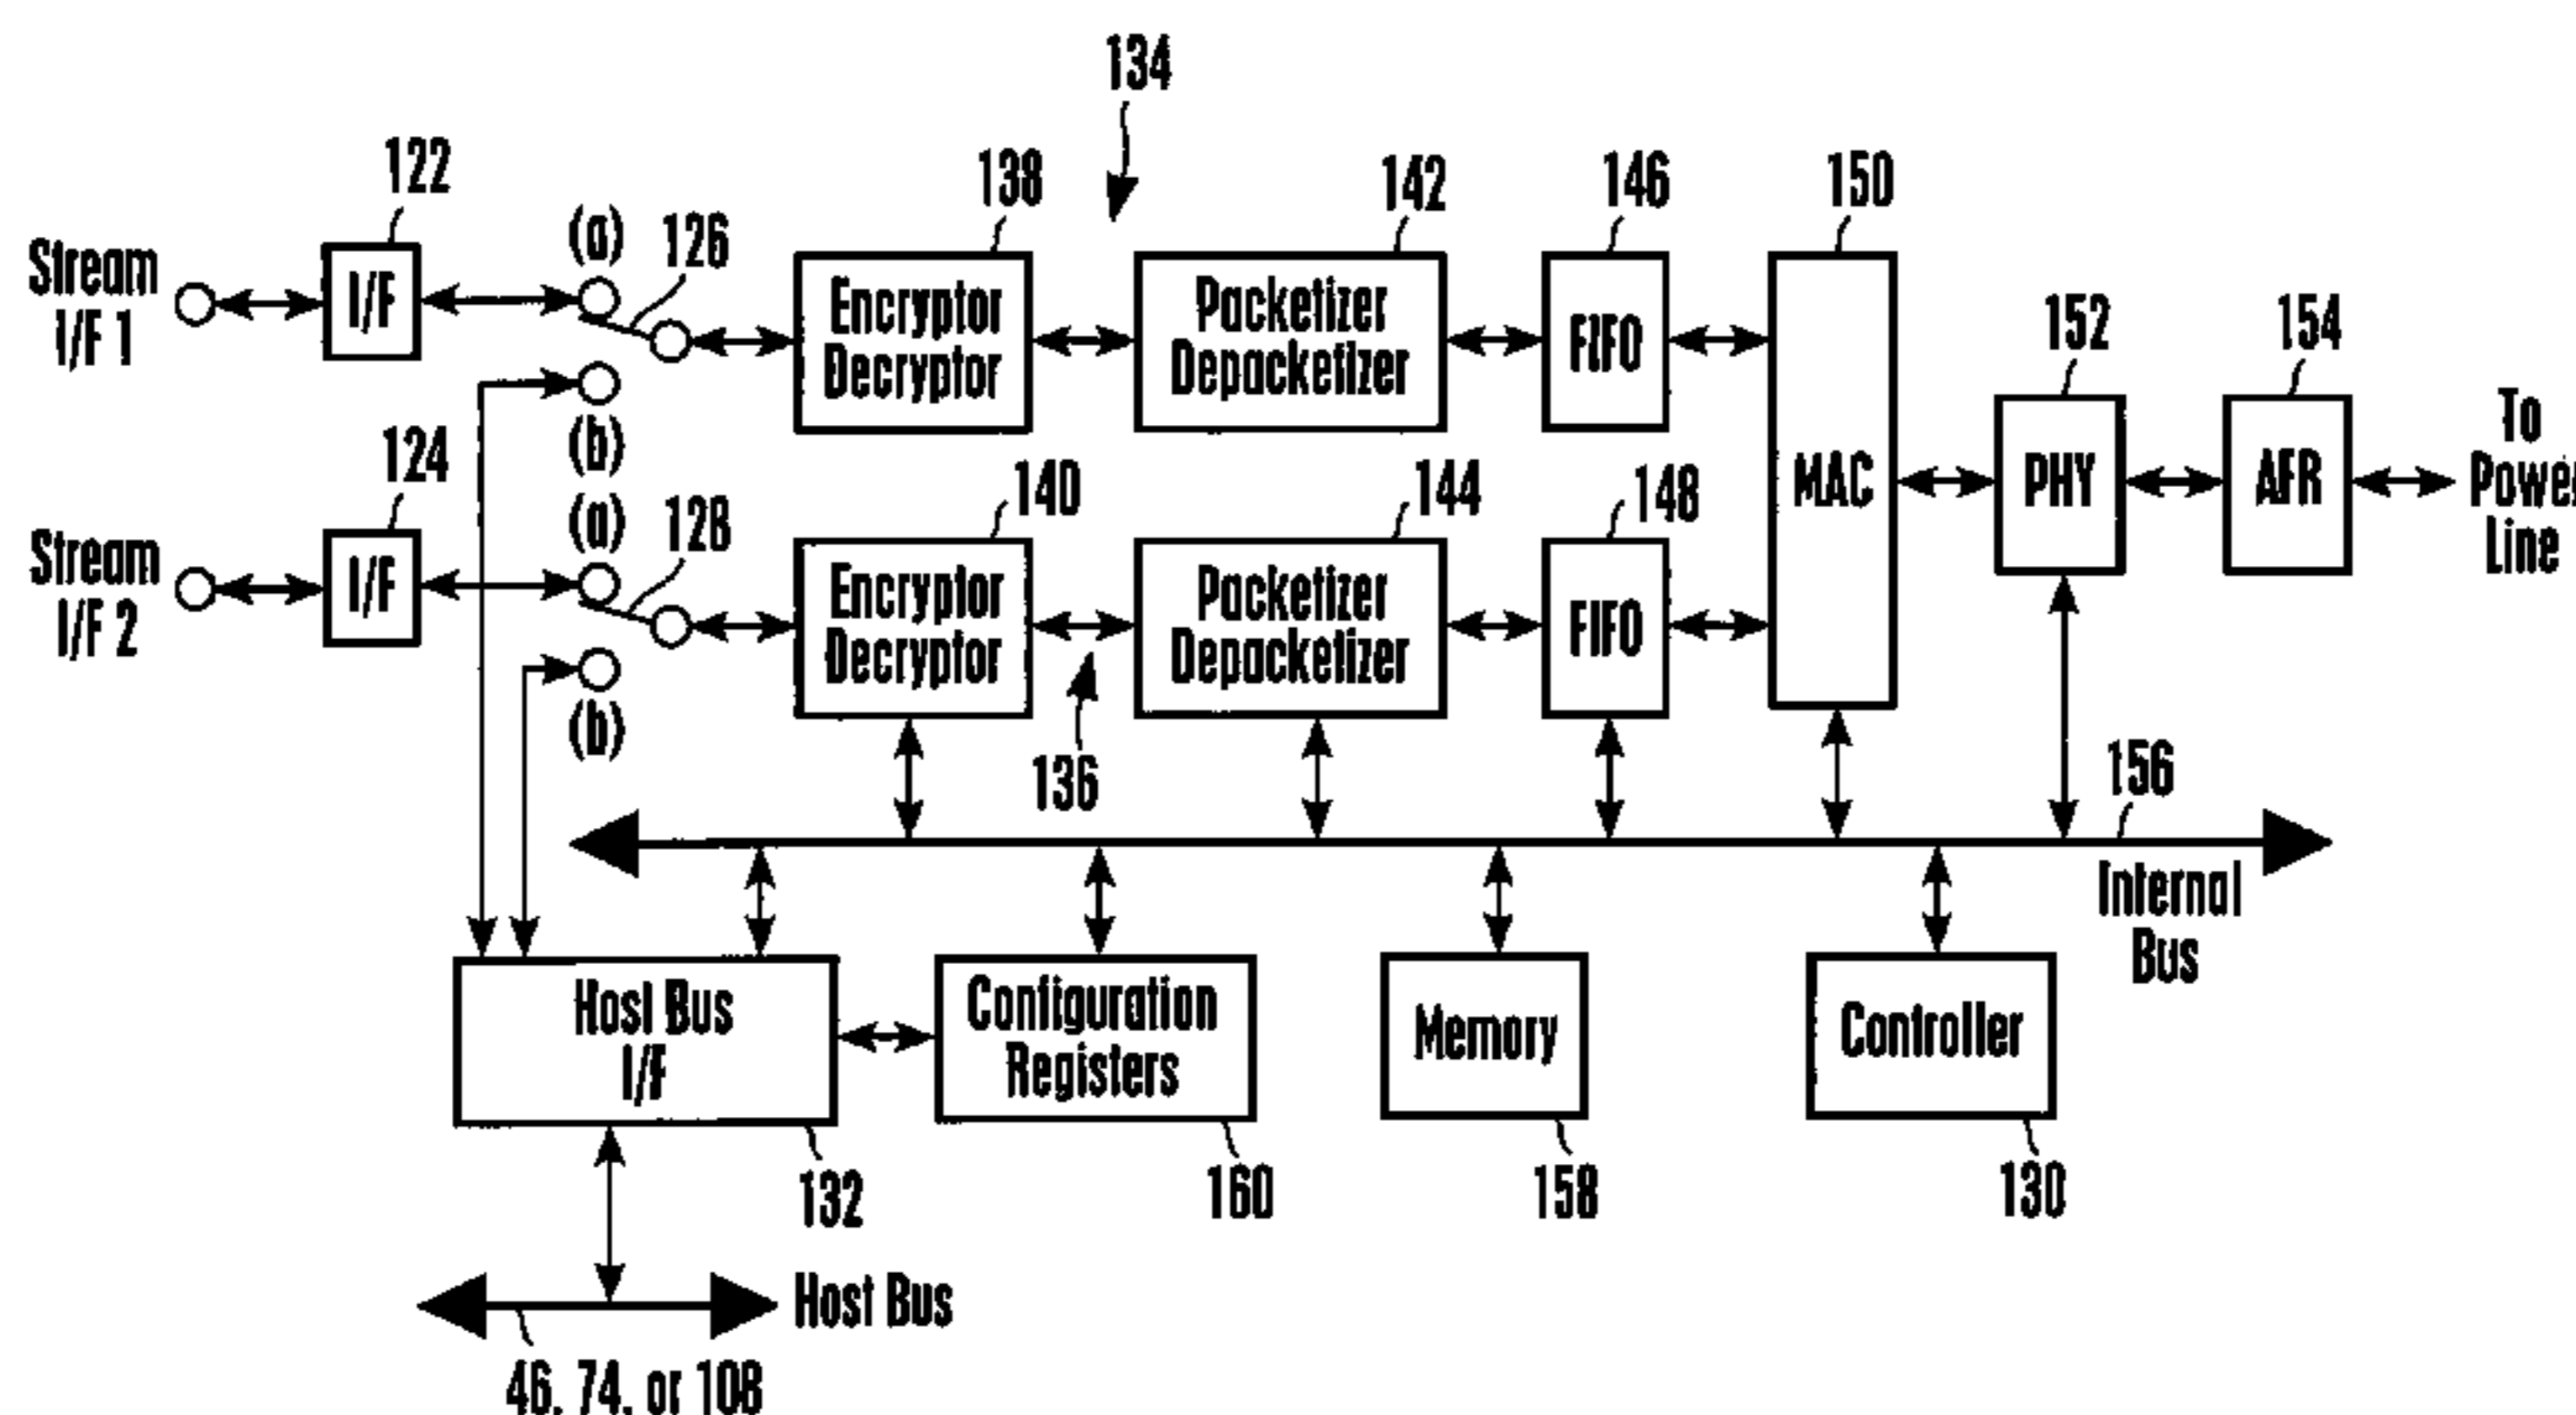 134
122
138
142
146
150
(a)
126
Stream
I/F 1
I/F
Encryptor
Decryptor
Packetizer
Depacketizer
FIFO
152
154
(b)
124
140
144
148
MAC
PHY
AFR
To
Power
Line
(a)
128
Stream
I/F 2
I/F
Encryptor
Decryptor
Packetizer
Depacketizer
FIFO
(b)
136
156
Internal
Bus
Host Bus
I/F
Configuration
Registers
Memory
Controller
132
160
158
130
Host Bus
46, 74, or 108